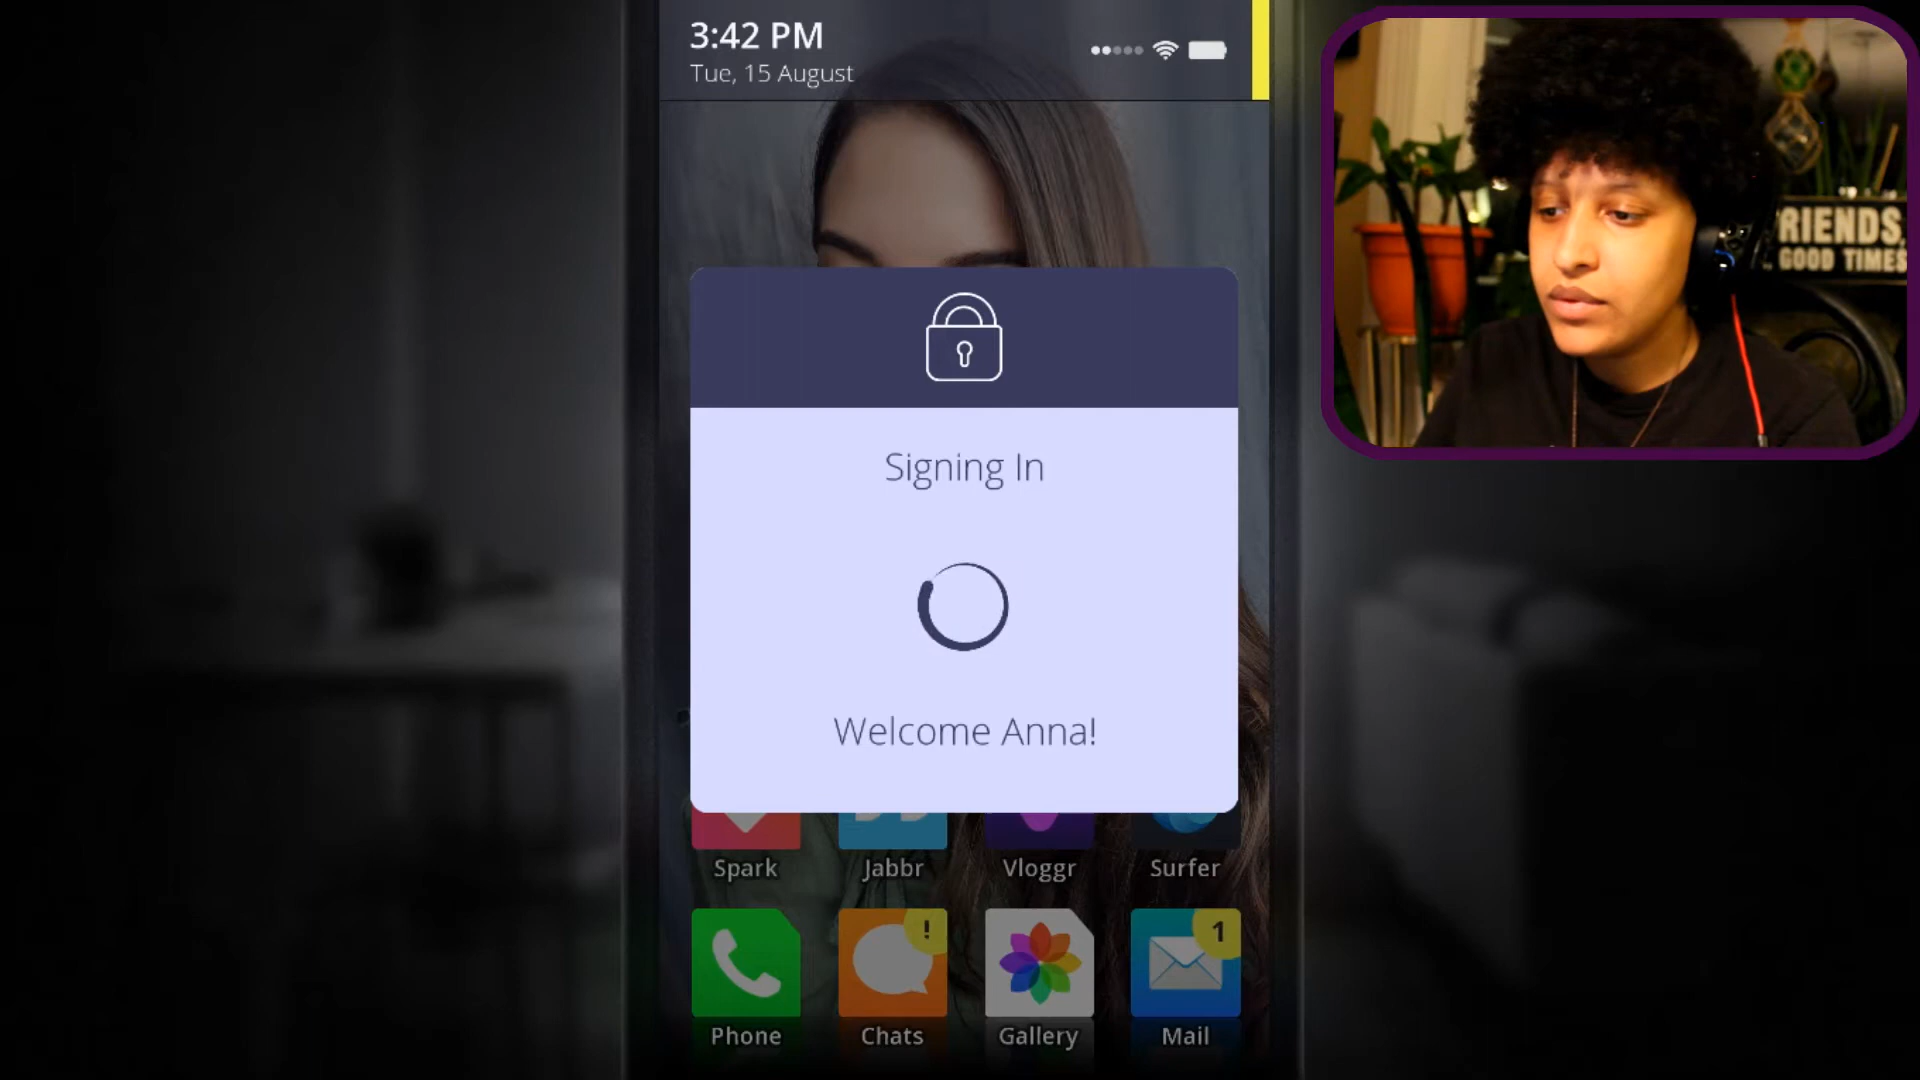 3:42 PM
Tue, 15 August
FRIENDS,
GOOD TIMES
Signing In
Welcome Anna!
Spark
Jabbr
Vloggr
Surfer
!
1
Phone
Chats
Gallery
Mail